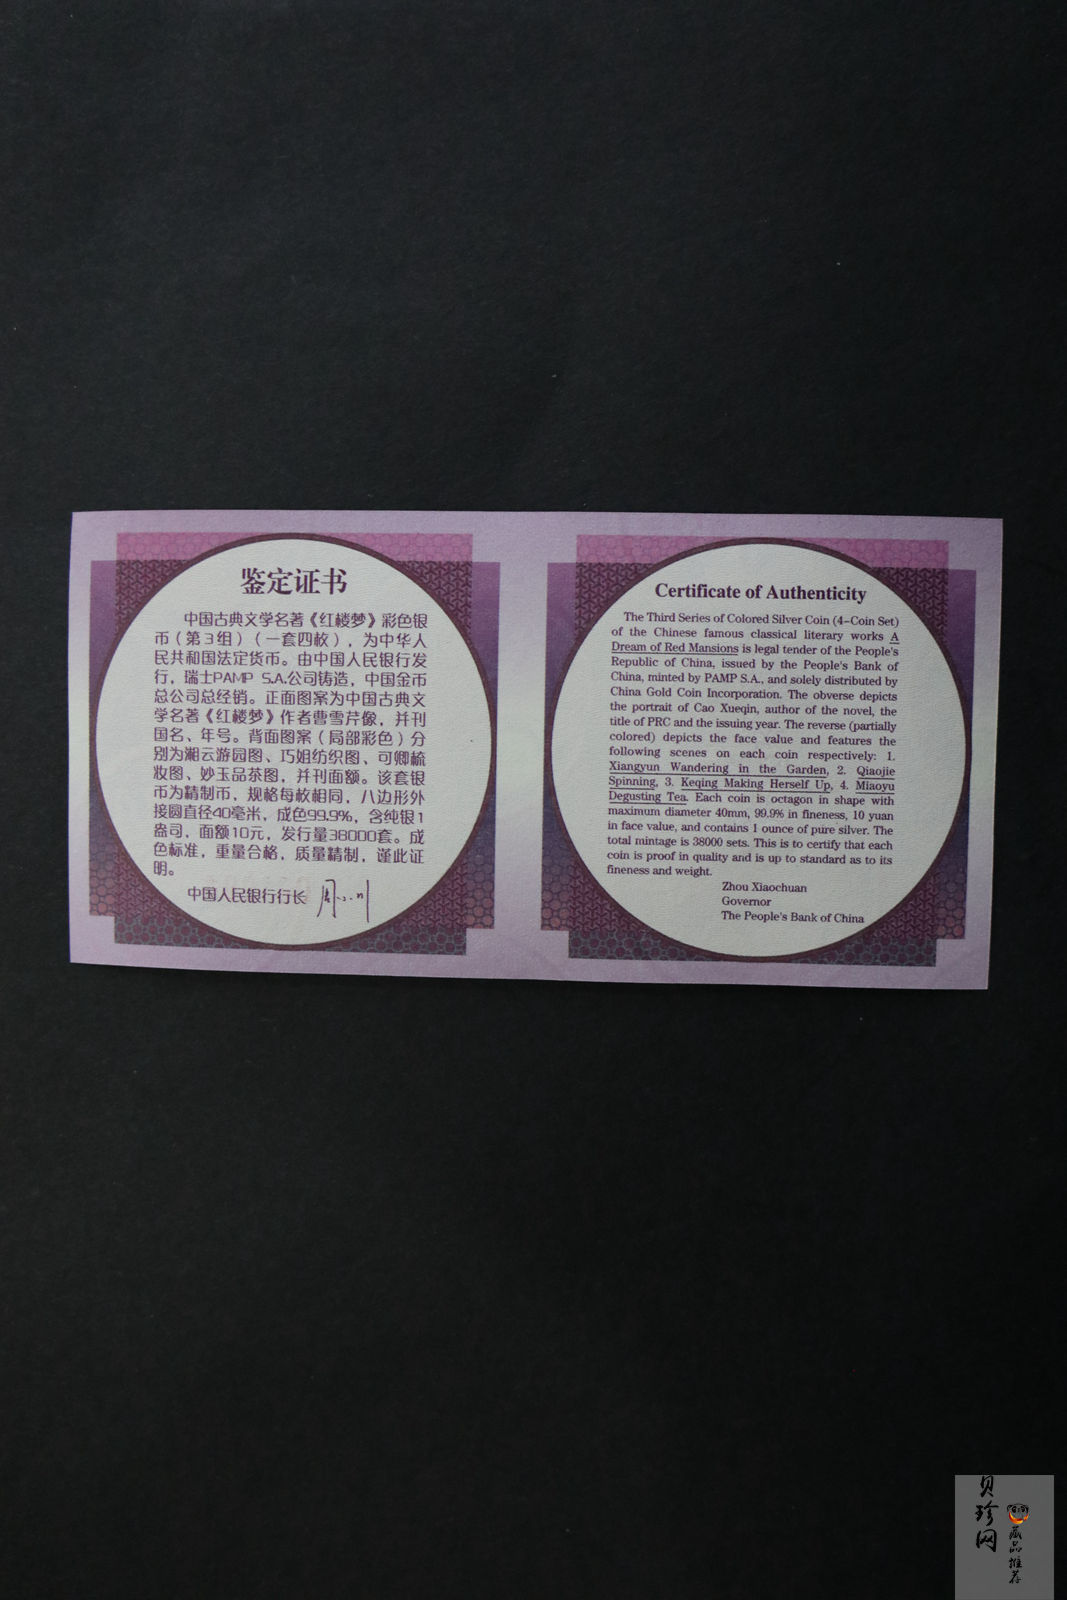 鉴定证书
中国古典文学名著《红楼梦》彩色银
币（第3组）（一套四枚），为中华人
民共和国法定货币。由中国人民银行发
行，瑞士PAMP S.A.公司铸造，中国金币
总公司总经销。正面图案为中国古典文
学名著《红楼梦》作者曹雪芹像，并刊
国名、年号。背面图案（局部彩色）分
别为湘云游园图、巧姐纺织图、可卿梳
妆图、妙玉品茶图，并刊面额。该套银
币为精制币，规格每枚相同，八边形外
接圆直径40毫米，成色99.9%，含纯银1
盎司，面额10元，发行量38000套。成
色标准，重量合格，质量精制，谨此证
明。
中国人民银行行长
Certificate of Authenticity
The Third Series of Colored Silver Coin (4-Coin Set)
of the Chinese famous classical literary works A
Dream of Red Mansions is legal tender of the People's
Republic of China, issued by the People's Bank of
China, minted by PAMP S.A., and solely distributed by
China Gold Coin Incorporation. The obverse depicts
the portrait of Cao Xueqin, author of the novel, the
title of PRC and the issuing year. The reverse (partially
colored) depicts the face value and features the
following scenes on each coin respectively: 1.
Xiangyun Wandering in the Garden, 2. Qiaojie
Spinning, 3. Keqing Making Herself Up, 4. Miaoyu
Degusting Tea. Each coin is octagon in shape with
maximum diameter 40mm, 99.9% in fineness, 10 yuan
in face value, and contains 1 ounce of pure silver. The
total mintage is 38000 sets. This is to certify that each
coin is proof in quality and is up to standard as to its
fineness and weight.
Zhou Xiaochuan
Governor
The People's Bank of China
贝珍网
藏品推荐